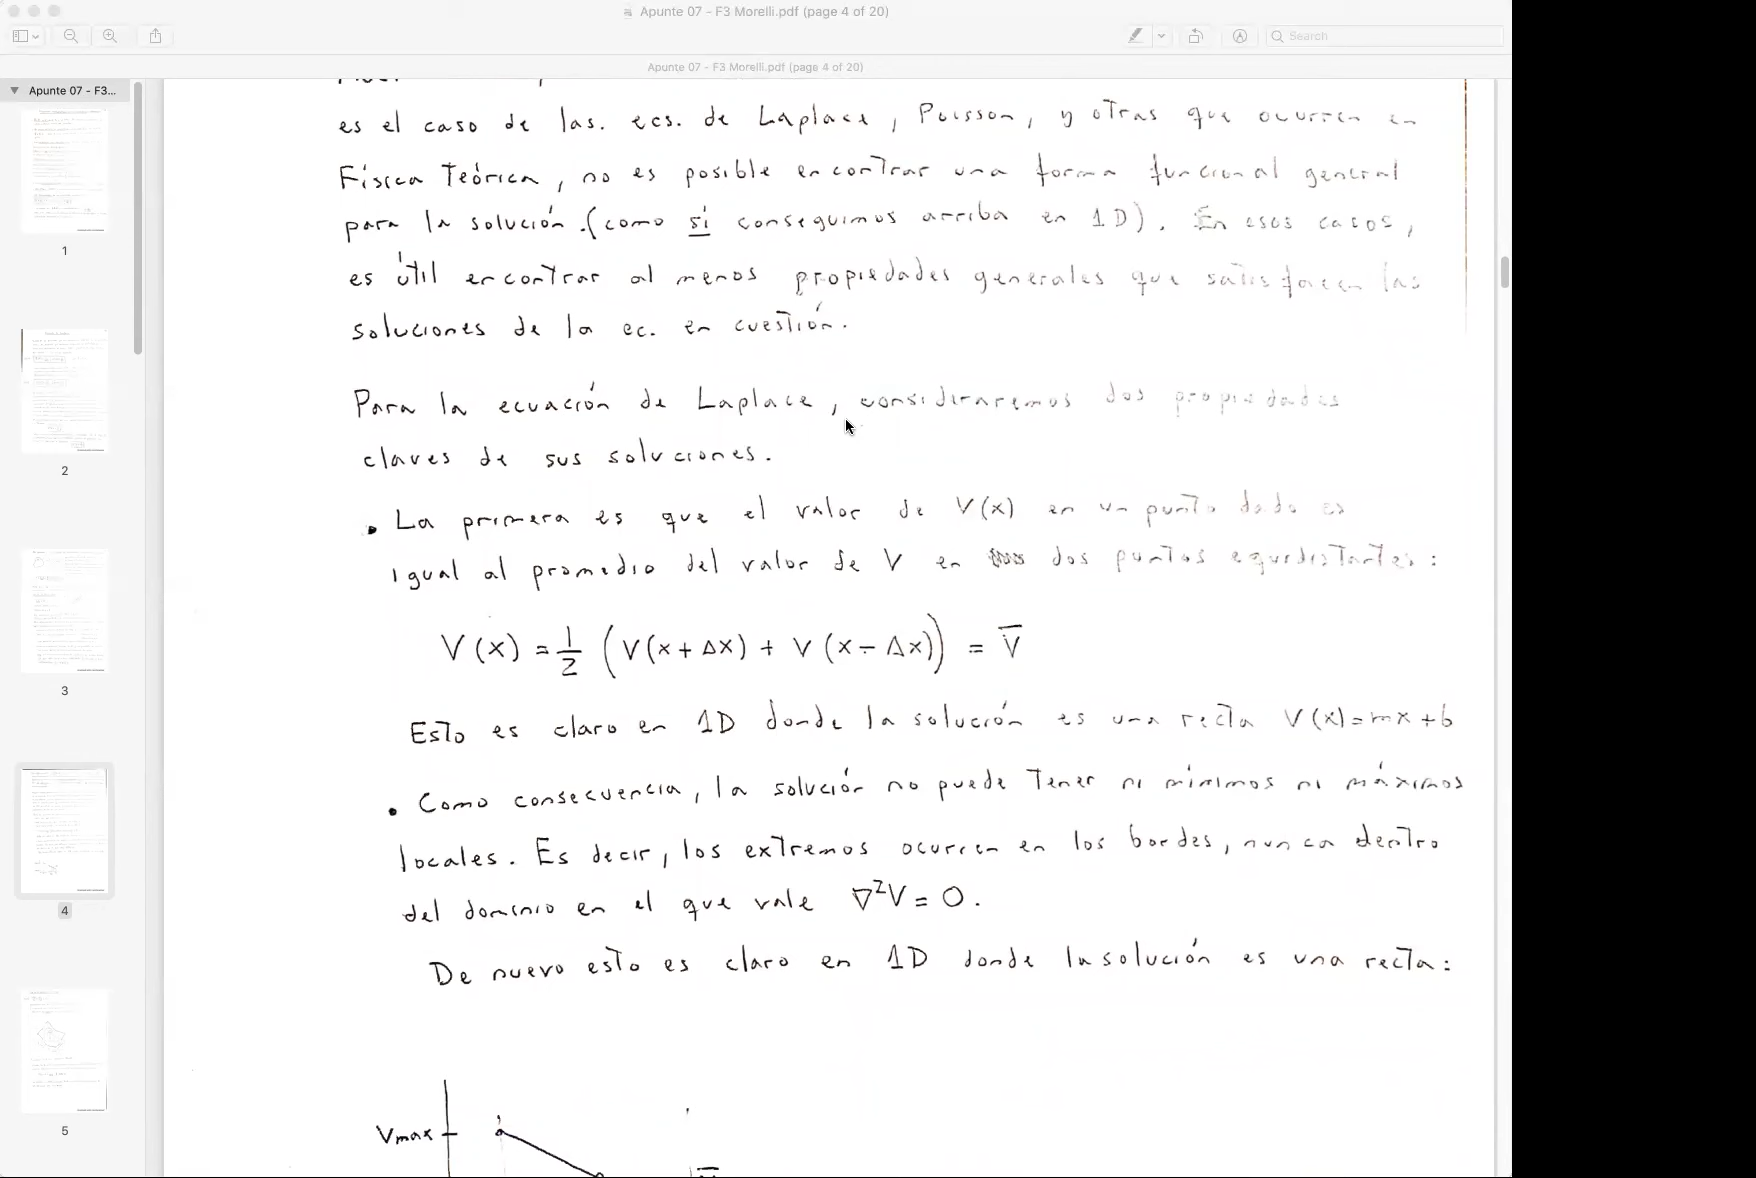 Apunte 07 - F3 Morelli.pdf (page 4 of 20)
Search
Apunte 07 - F3 Morelli.pdf (page 4 of 20)
Apunte 07 - F3...
1
2
3
4
5
es el caso de las. ecs. de Laplace, Poisson, y otras que ocurren en
Física Teórica, no es posible encontrar una forma funcional general
para la solución. (como sí conseguimos arriba en 1D). En esos casos,
es útil encontrar al menos propiedades generales que satisfacen las
soluciones de la ec. en cuestión.
Para la ecuación de Laplace, consideraremos dos propiedades
claves de sus soluciones.
• La primera es que el valor de V(x) en un punto dado es
igual al promedio del valor de V en dos puntos equidistantes:
V(x) = 1/2 (V(x+Δx) + V(x-Δx)) = V̅
Esto es claro en 1D donde la solución es una recta V(x)=mx+b
• Como consecuencia, la solución no puede tener ni mínimos ni máximos
locales. Es decir, los extremos ocurren en los bordes, nunca dentro
del dominio en el que vale ∇²V = 0.
De nuevo esto es claro en 1D donde la solución es una recta:
Vmax